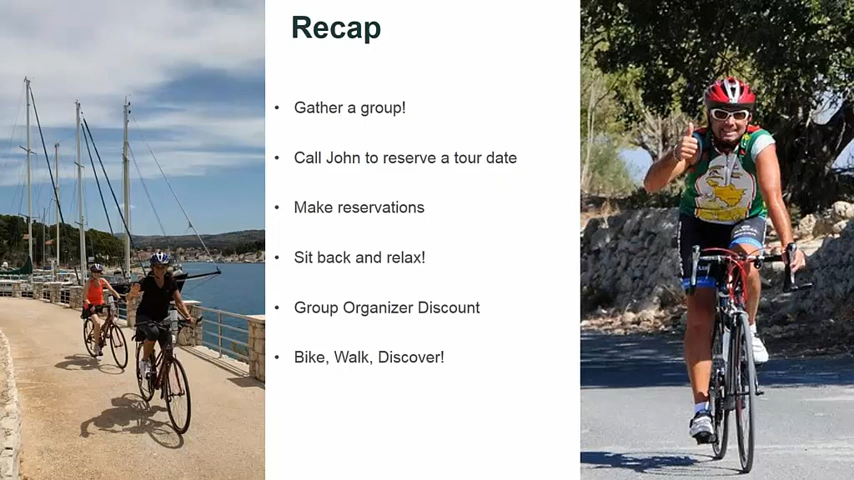 Recap
• Gather a group!
• Call John to reserve a tour date
• Make reservations
• Sit back and relax!
• Group Organizer Discount
• Bike, Walk, Discover!